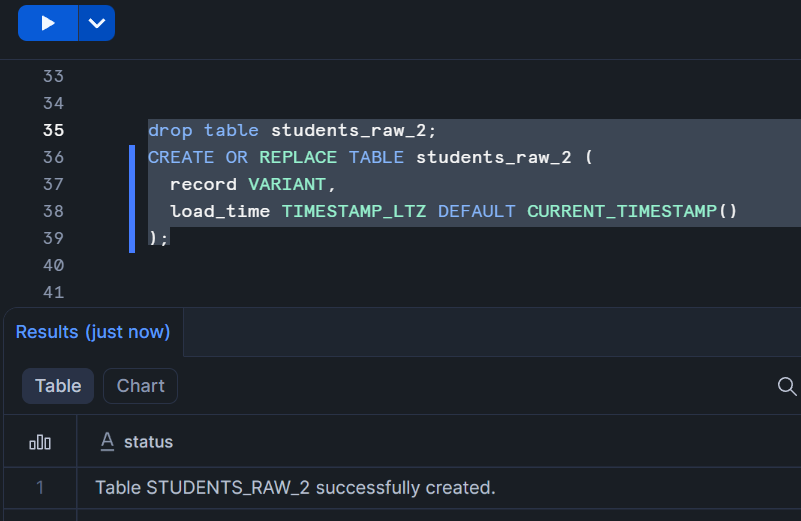 33
34
35 drop table students_raw_2;
36 CREATE OR REPLACE TABLE students_raw_2 (
37 record VARIANT,
38 load_time TIMESTAMP_LTZ DEFAULT CURRENT_TIMESTAMP()
39 );
40
41
Results (just now)
Table Chart
A status
1 Table STUDENTS_RAW_2 successfully created.